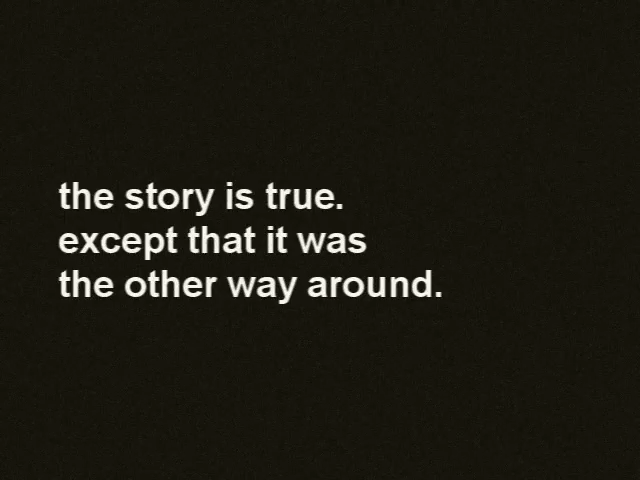 the story is true.
except that it was
the other way around.